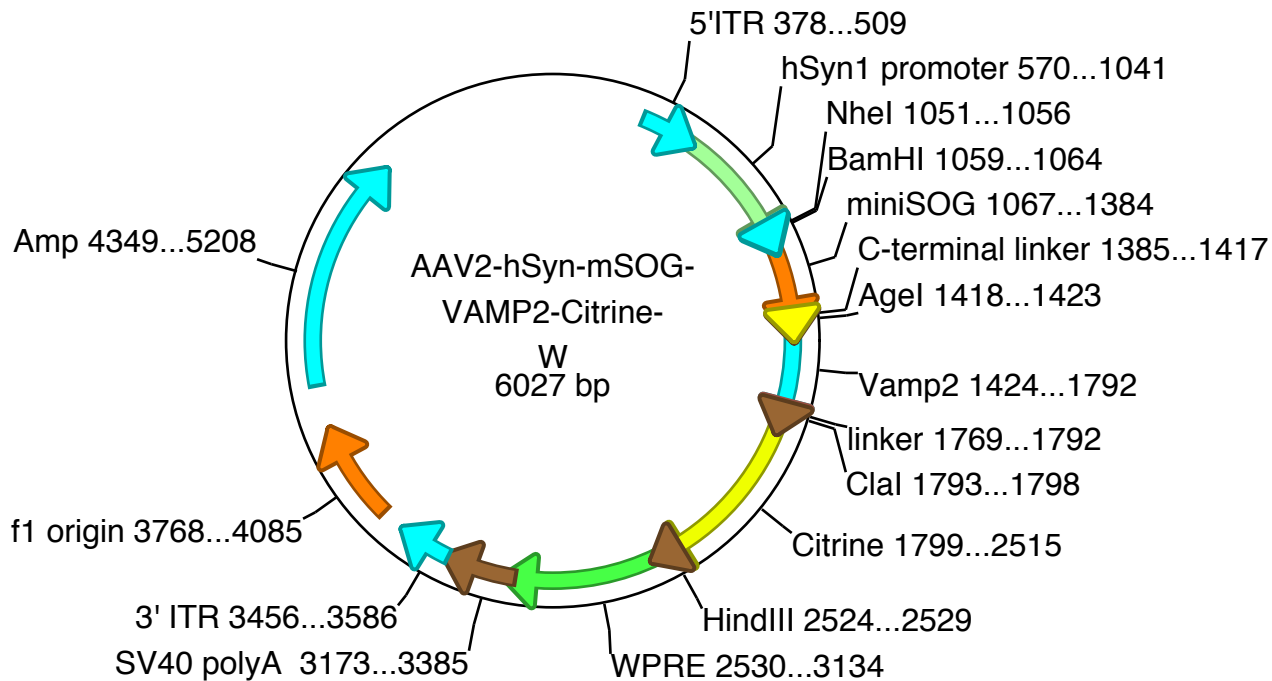 5'ITR 378...509
hSyn1 promoter 570...1041
NheI 1051...1056
BamHI 1059...1064
miniSOG 1067...1384
C-terminal linker 1385...1417
AgeI 1418...1423
Vamp2 1424...1792
linker 1769...1792
ClaI 1793...1798
Citrine 1799...2515
HindIII 2524...2529
WPRE 2530...3134
SV40 polyA  3173...3385
3' ITR 3456...3586
f1 origin 3768...4085
Amp 4349...5208
AAV2-hSyn-mSOG-
VAMP2-Citrine-
W
6027 bp